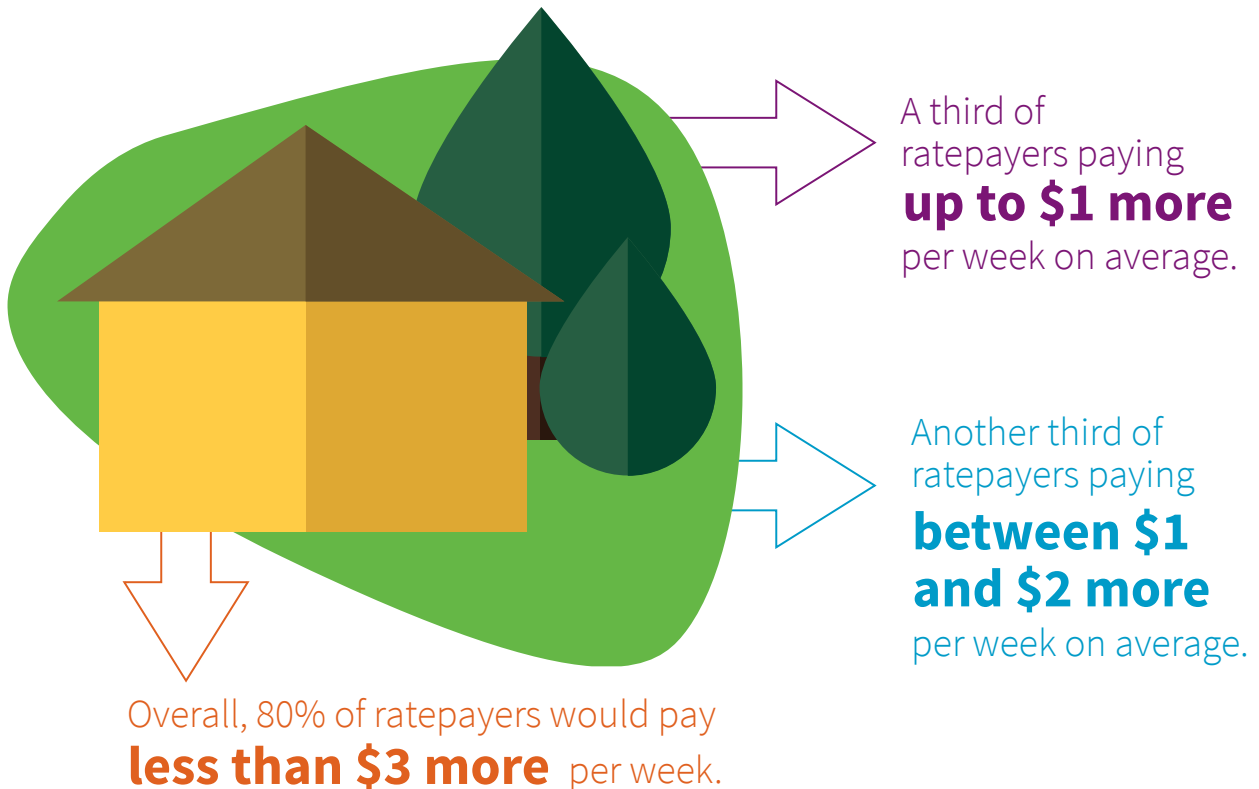 A third of
ratepayers paying
up to $1 more
per week on average.
Another third of
ratepayers paying
between $1
and $2 more
per week on average.
Overall, 80% of ratepayers would pay
less than $3 more per week.